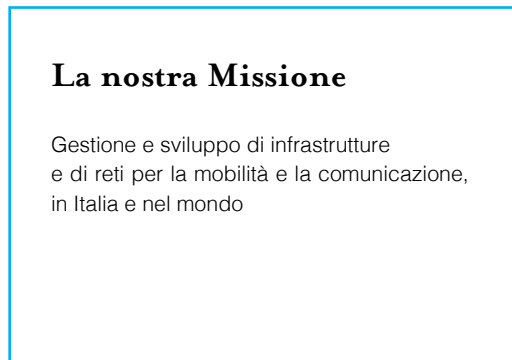 La nostra Missione
Gestione e sviluppo di infrastrutture
e di reti per la mobilità e la comunicazione,
in Italia e nel mondo